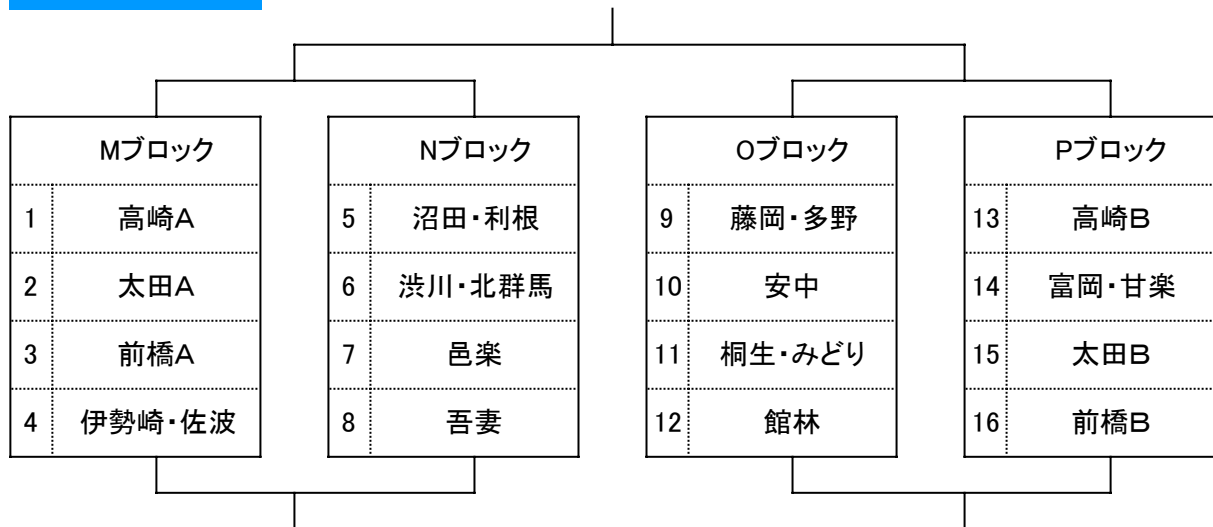 Mブロック
1 高崎A
2 太田A
3 前橋A
4 伊勢崎・佐波
Nブロック
5 沼田・利根
6 渋川・北群馬
7 邑楽
8 吾妻
Oブロック
9 藤岡・多野
10 安中
11 桐生・みどり
12 館林
Pブロック
13 高崎B
14 富岡・甘楽
15 太田B
16 前橋B